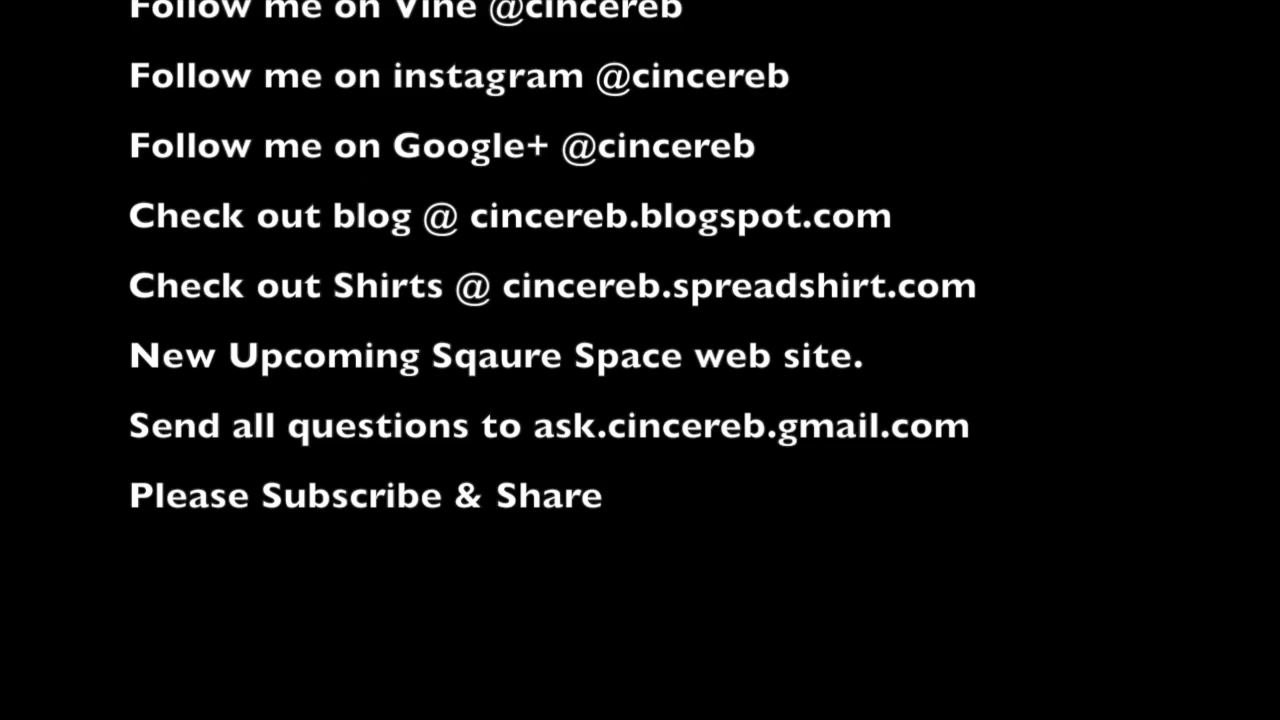 Follow me on Vine @cincereb
Follow me on instagram @cincereb
Follow me on Google+ @cincereb
Check out blog @ cincereb.blogspot.com
Check out Shirts @ cincereb.spreadshirt.com
New Upcoming Sqaure Space web site.
Send all questions to ask.cincereb.gmail.com
Please Subscribe & Share